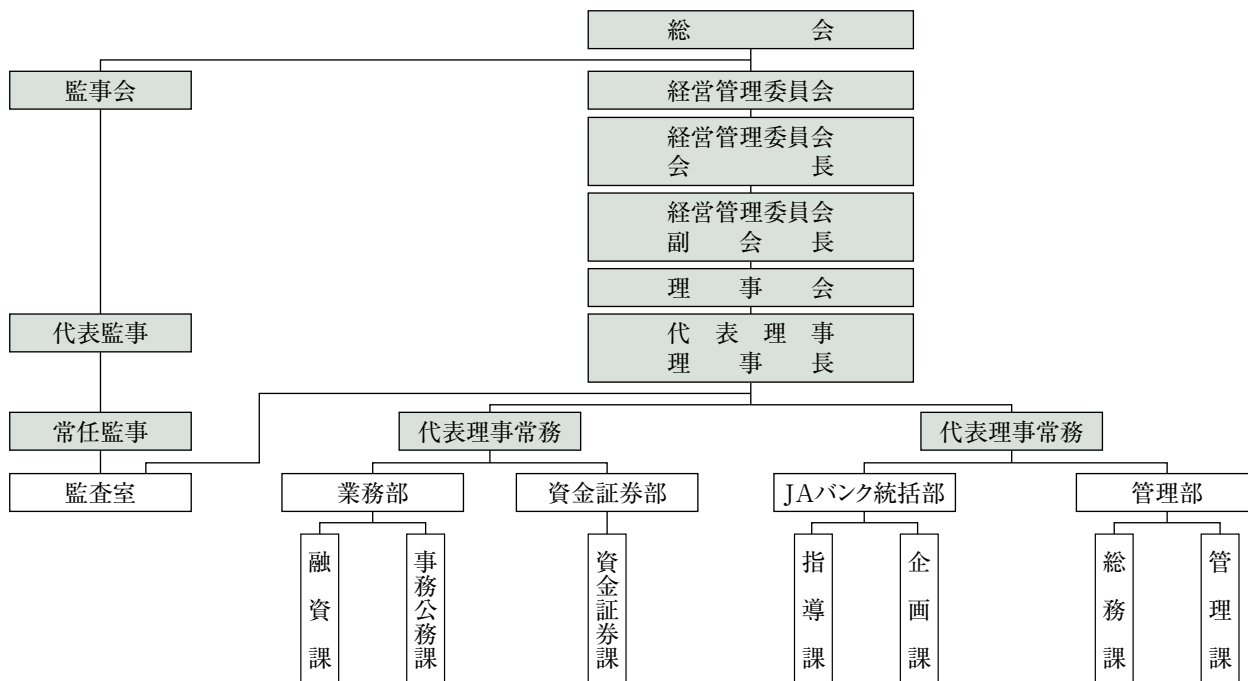 総会
監事会
経営管理委員会
経営管理委員会
会長
経営管理委員会
副会長
理事会
代表監事
代表理事
理事長
常任監事
代表理事常務
代表理事常務
監査室
業務部
資金証券部
JAバンク統括部
管理部
融資課
事務公務課
資金証券課
指導課
企画課
総務課
管理課